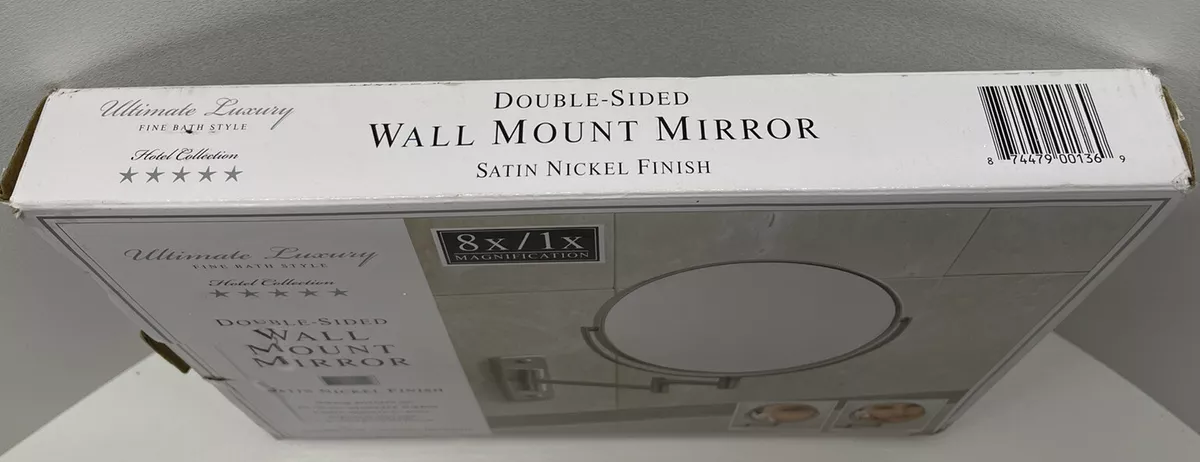 Ultimate Luxury
FINE BATH STYLE
Hotel Collection
DOUBLE-SIDED
WALL MOUNT MIRROR
SATIN NICKEL FINISH
8 74479 00136 9
Ultimate Luxury
FINE BATH STYLE
Hotel Collection
DOUBLE-SIDED
WALL
MOUNT
MIRROR
SATIN NICKEL FINISH
8x/1x
MAGNIFICATION